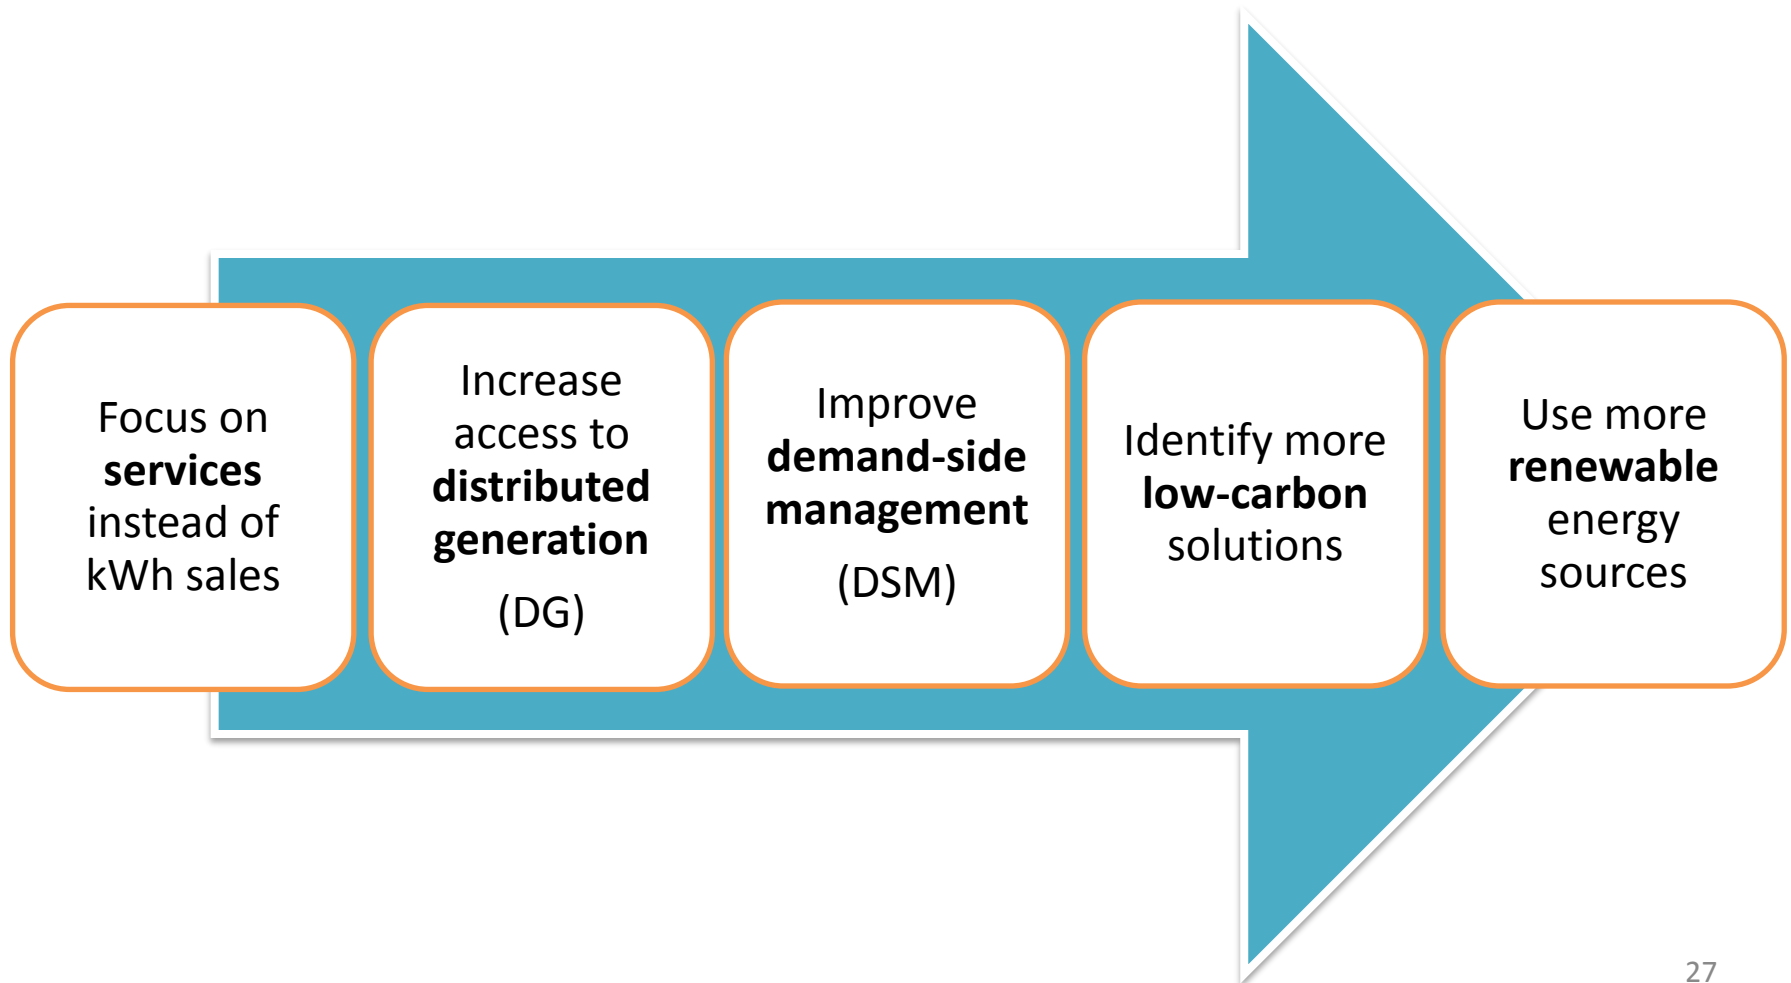 Focus on
services
instead of
kWh sales
Increase
access to
distributed
generation
(DG)
Improve
demand-side
management
(DSM)
Identify more
low-carbon
solutions
Use more
renewable
energy
sources
27